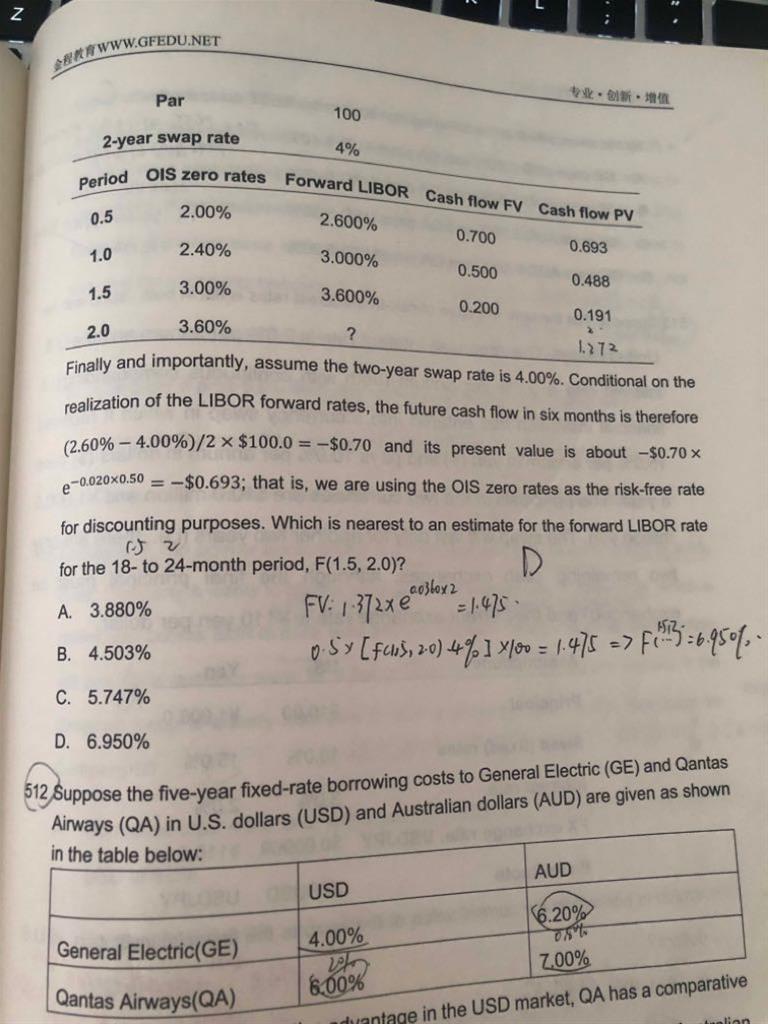 Z
L
金程教育WWW.GFEDU.NET
专业·创新·增值
Par 100
2-year swap rate 4%
Period OIS zero rates Forward LIBOR Cash flow FV Cash flow PV
0.5 2.00% 2.600% 0.700 0.693
1.0 2.40% 3.000% 0.500 0.488
1.5 3.00% 3.600% 0.200 0.191
2.0 3.60% ?
1.372
Finally and importantly, assume the two-year swap rate is 4.00%. Conditional on the
realization of the LIBOR forward rates, the future cash flow in six months is therefore
(2.60% − 4.00%)/2 × $100.0 = −$0.70 and its present value is about −$0.70 ×
e^−0.020×0.50 = −$0.693; that is, we are using the OIS zero rates as the risk-free rate
for discounting purposes. Which is nearest to an estimate for the forward LIBOR rate
1.5 2
for the 18- to 24-month period, F(1.5, 2.0)? D
A. 3.880% FV: 1.372×e^0.0360×2 = 1.475.
B. 4.503% 0.5×[f(1.5, 2.0)-4%]×100 = 1.475 => F(1.5,2)=6.950%.
C. 5.747%
D. 6.950%
512 Suppose the five-year fixed-rate borrowing costs to General Electric (GE) and Qantas
Airways (QA) in U.S. dollars (USD) and Australian dollars (AUD) are given as shown
in the table below:
USD AUD
General Electric(GE) 4.00% 6.20%
2% 0.8%
Qantas Airways(QA) 6.00% 7.00%
advantage in the USD market, QA has a comparative